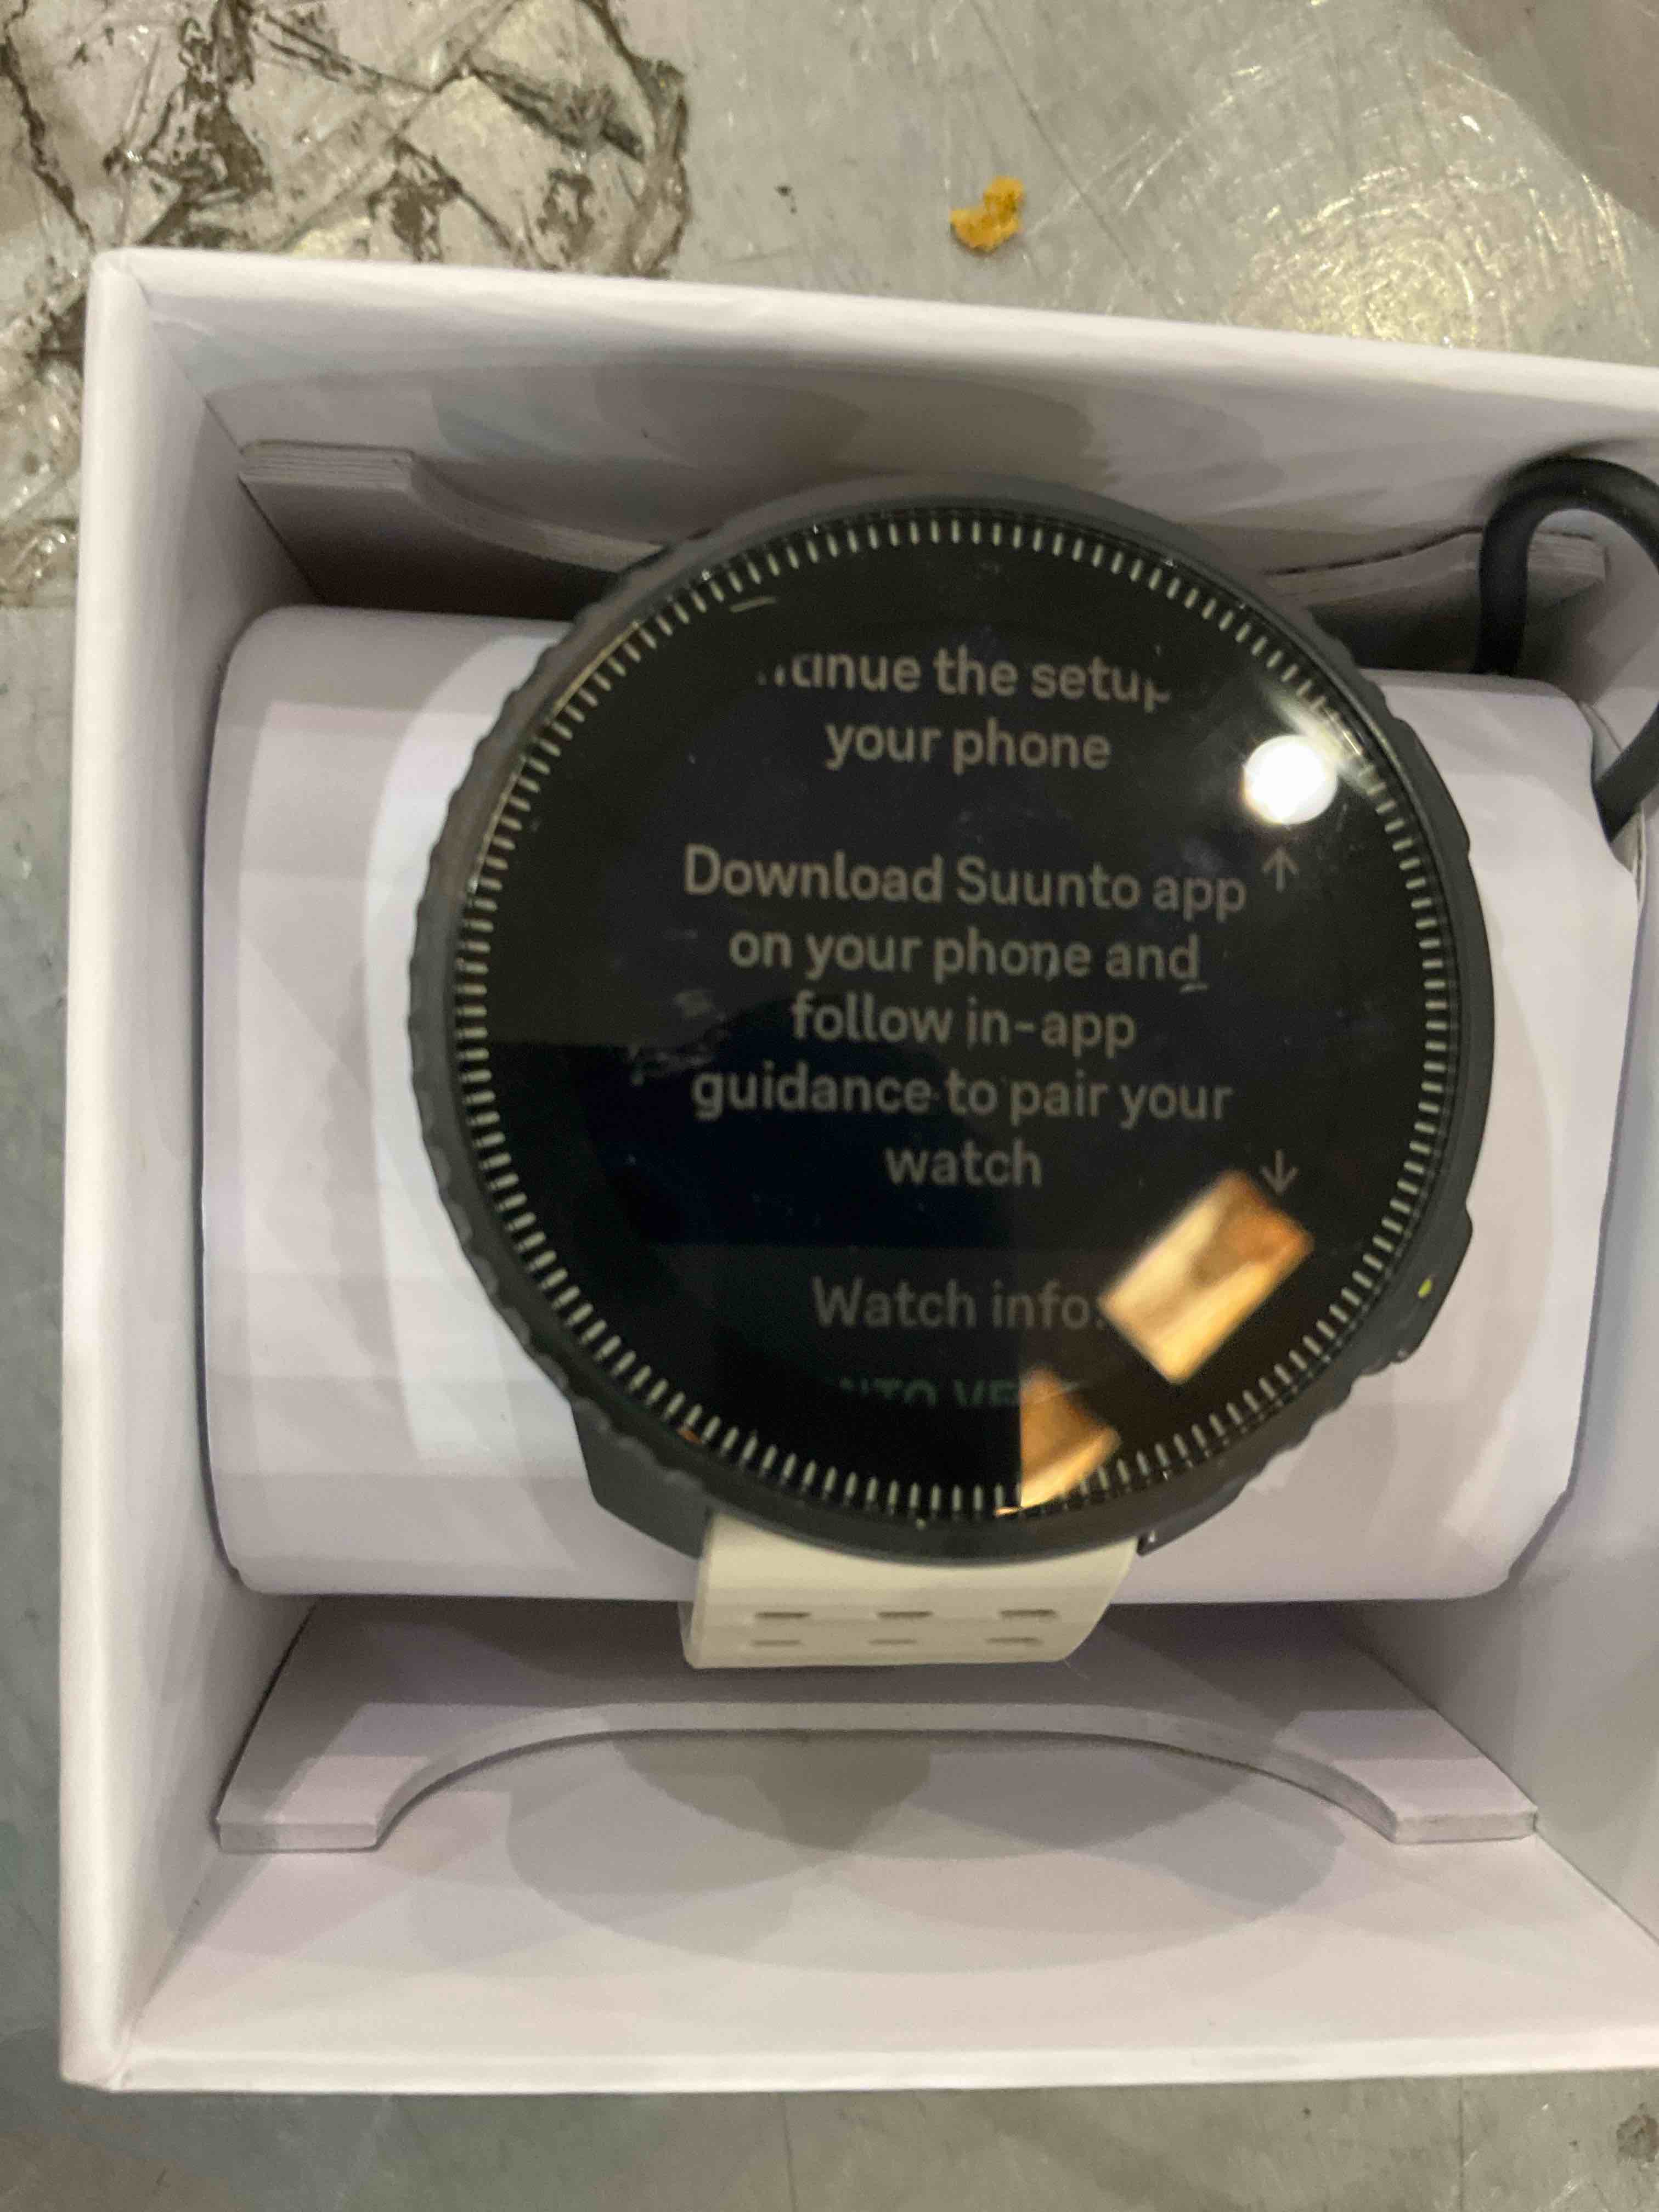 the setup
your phone
Download Suunto app
on your phone and
follow in-app
guidance to pair your
watch
Watch info: